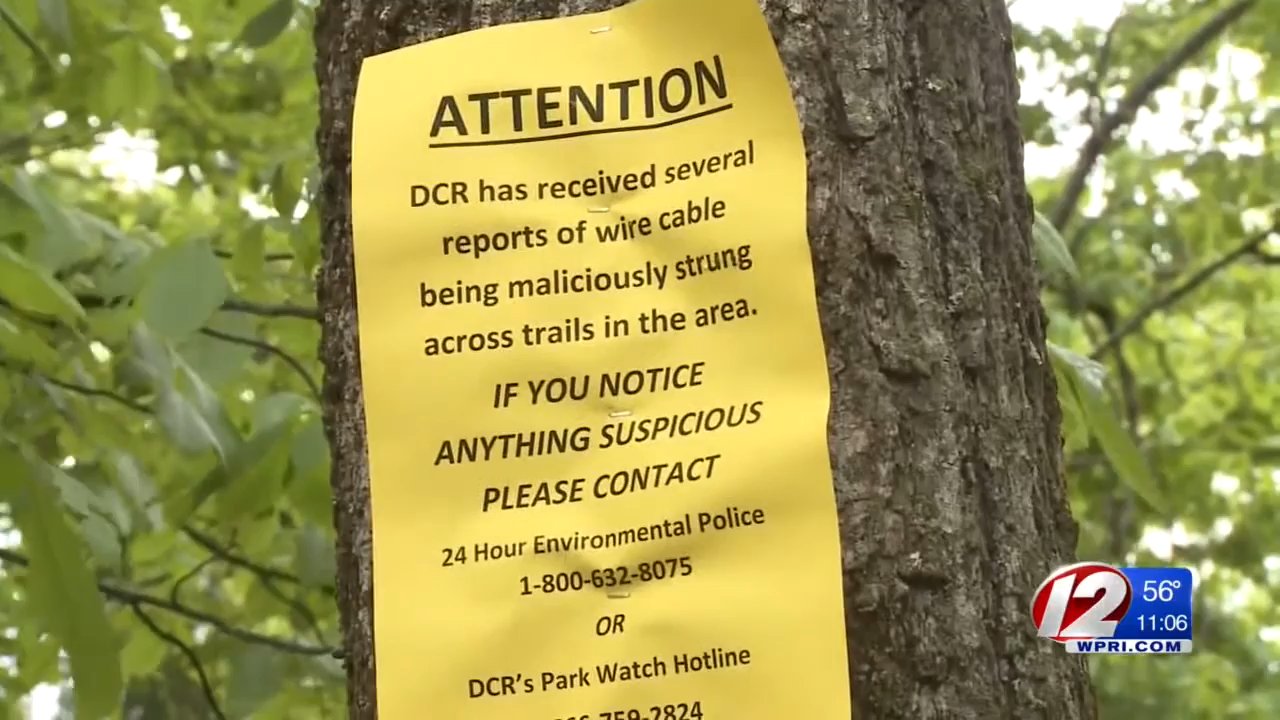 ATTENTION
DCR has received several
reports of wire cable
being maliciously strung
across trails in the area.
IF YOU NOTICE
ANYTHING SUSPICIOUS
PLEASE CONTACT
24 Hour Environmental Police
1-800-632-8075
OR
DCR's Park Watch Hotline
759-2824
12
56°
11:06
WPRI.COM